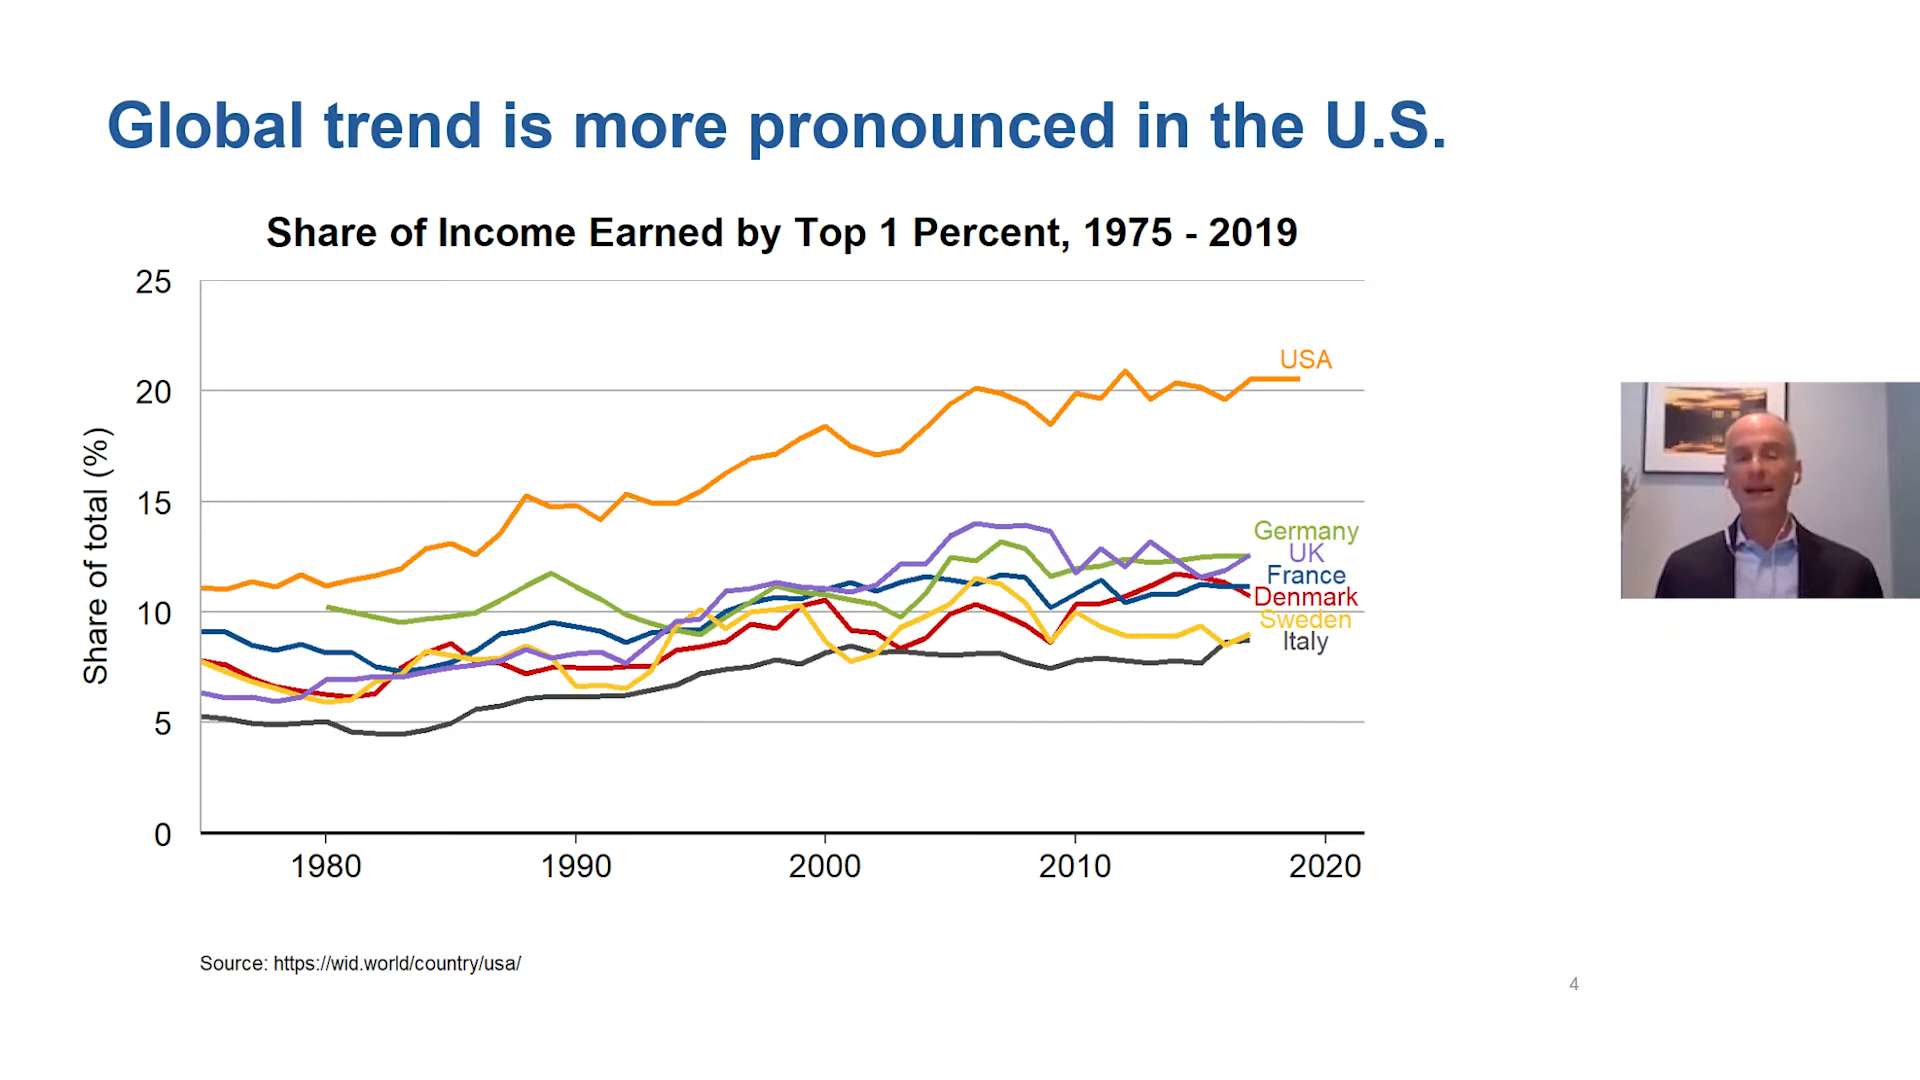 Global trend is more pronounced in the U.S.
Share of Income Earned by Top 1 Percent, 1975 - 2019
Share of total (%)
25
20
15
10
5
0
1980
1990
2000
2010
2020
USA
Germany
UK
France
Denmark
Sweden
Italy
Source: https://wid.world/country/usa/
4